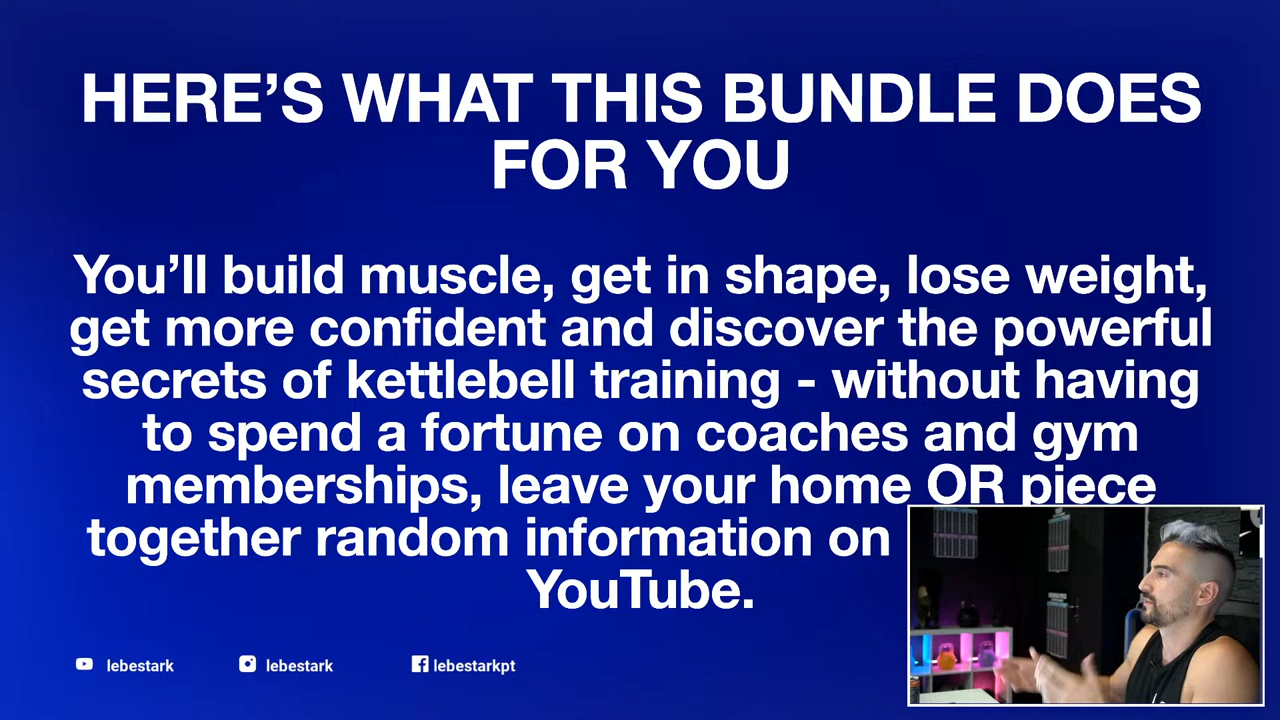 HERE’S WHAT THIS BUNDLE DOES
FOR YOU
You’ll build muscle, get in shape, lose weight,
get more confident and discover the powerful
secrets of kettlebell training - without having
to spend a fortune on coaches and gym
memberships, leave your home OR piece
together random information on
YouTube.
lebestark lebestark lebestarkpt